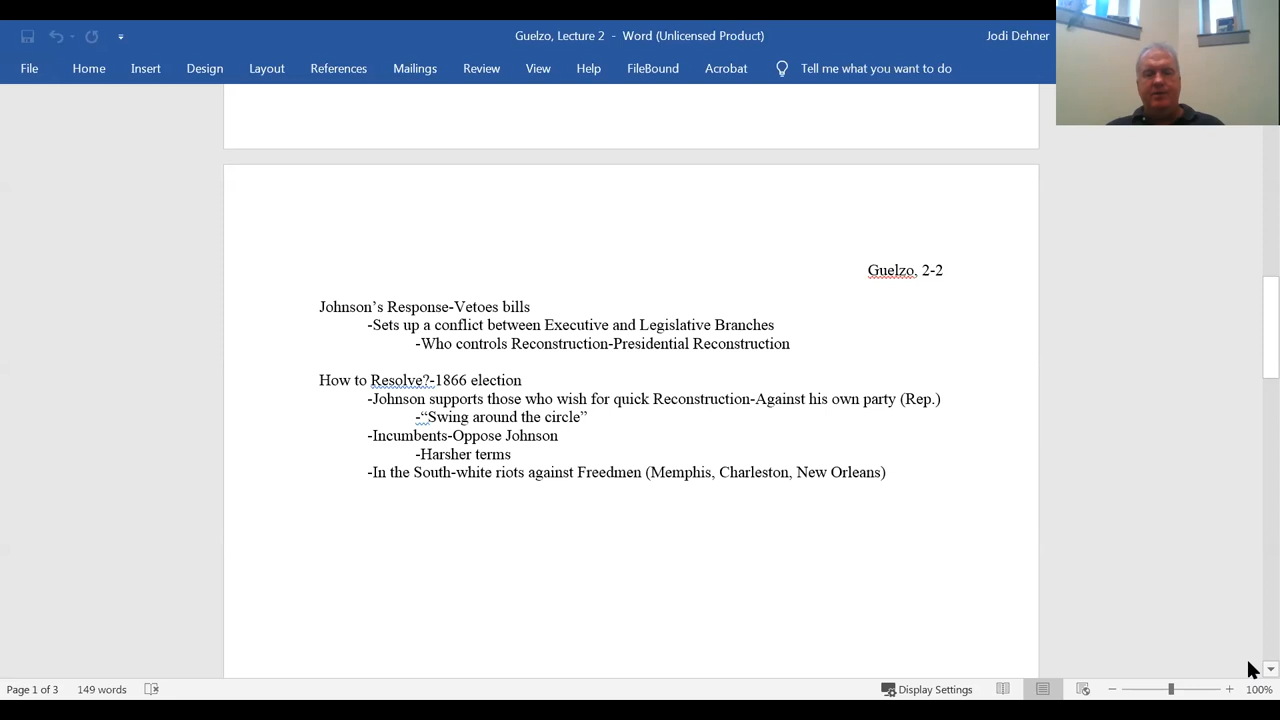 Guelzo, Lecture 2 - Word (Unlicensed Product)
Jodi Dehner
File Home Insert Design Layout References Mailings Review View Help FileBound Acrobat Tell me what you want to do
Guelzo, 2-2
Johnson's Response-Vetoes bills
-Sets up a conflict between Executive and Legislative Branches
-Who controls Reconstruction-Presidential Reconstruction
How to Resolve?-1866 election
-Johnson supports those who wish for quick Reconstruction-Against his own party (Rep.)
-“Swing around the circle”
-Incumbents-Oppose Johnson
-Harsher terms
-In the South-white riots against Freedmen (Memphis, Charleston, New Orleans)
Page 1 of 3 149 words Display Settings 100%